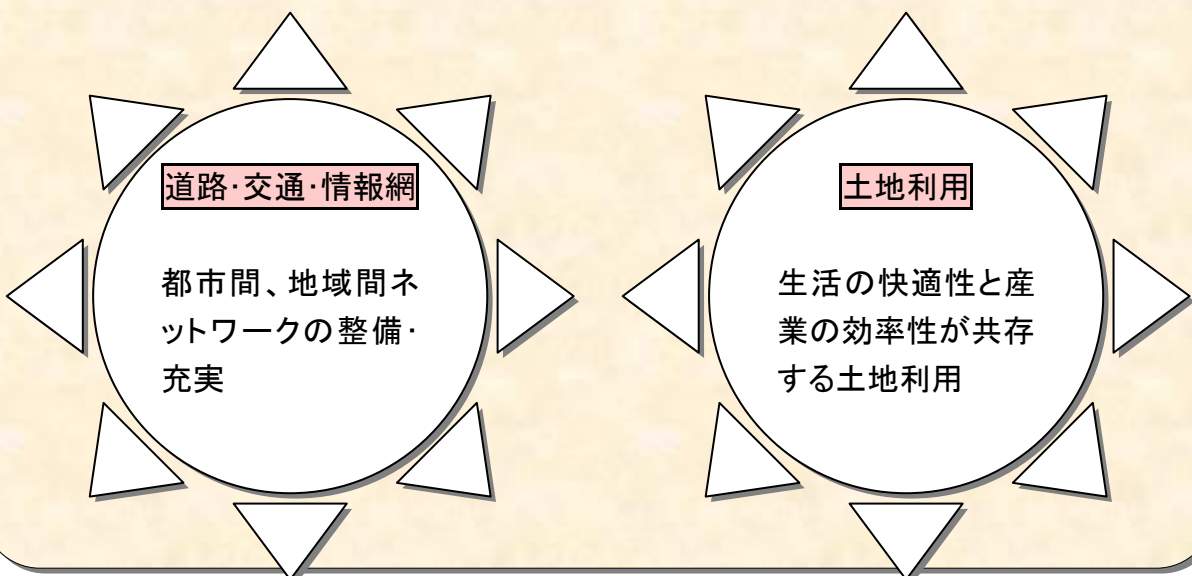 道路･交通･情報網
都市間、地域間ネ
ットワークの整備･
充実
土地利用
生活の快適性と産
業の効率性が共存
する土地利用